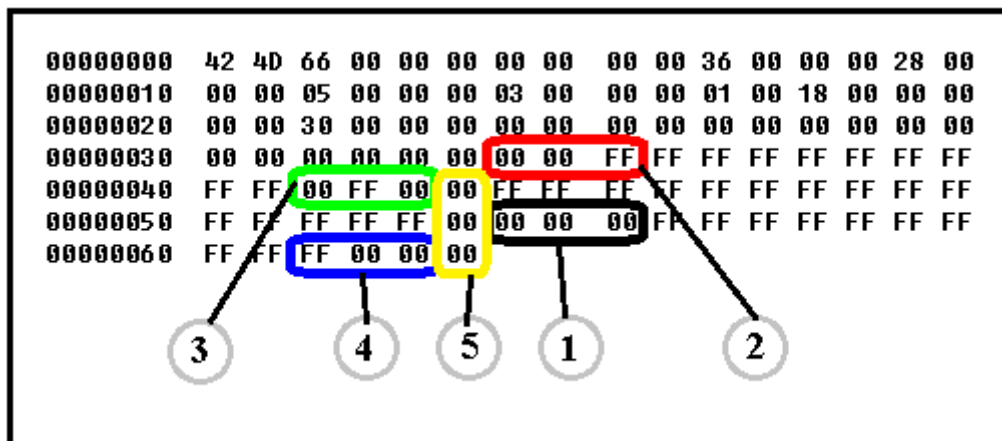 00000000 42 4D 66 00 00 00 00 00 00 00 36 00 00 00 28 00
00000010 00 00 05 00 00 00 03 00 00 00 01 00 18 00 00 00
00000020 00 00 30 00 00 00 00 00 00 00 00 00 00 00 00 00
00000030 00 00 00 00 00 00 00 00 FF FF FF FF FF FF FF FF
00000040 FF FF 00 FF 00 00 FF FF FF FF FF FF FF FF FF FF
00000050 FF FF FF FF FF 00 00 00 00 FF FF FF FF FF FF FF
00000060 FF FF FF 00 00 00
3 4 5 1 2